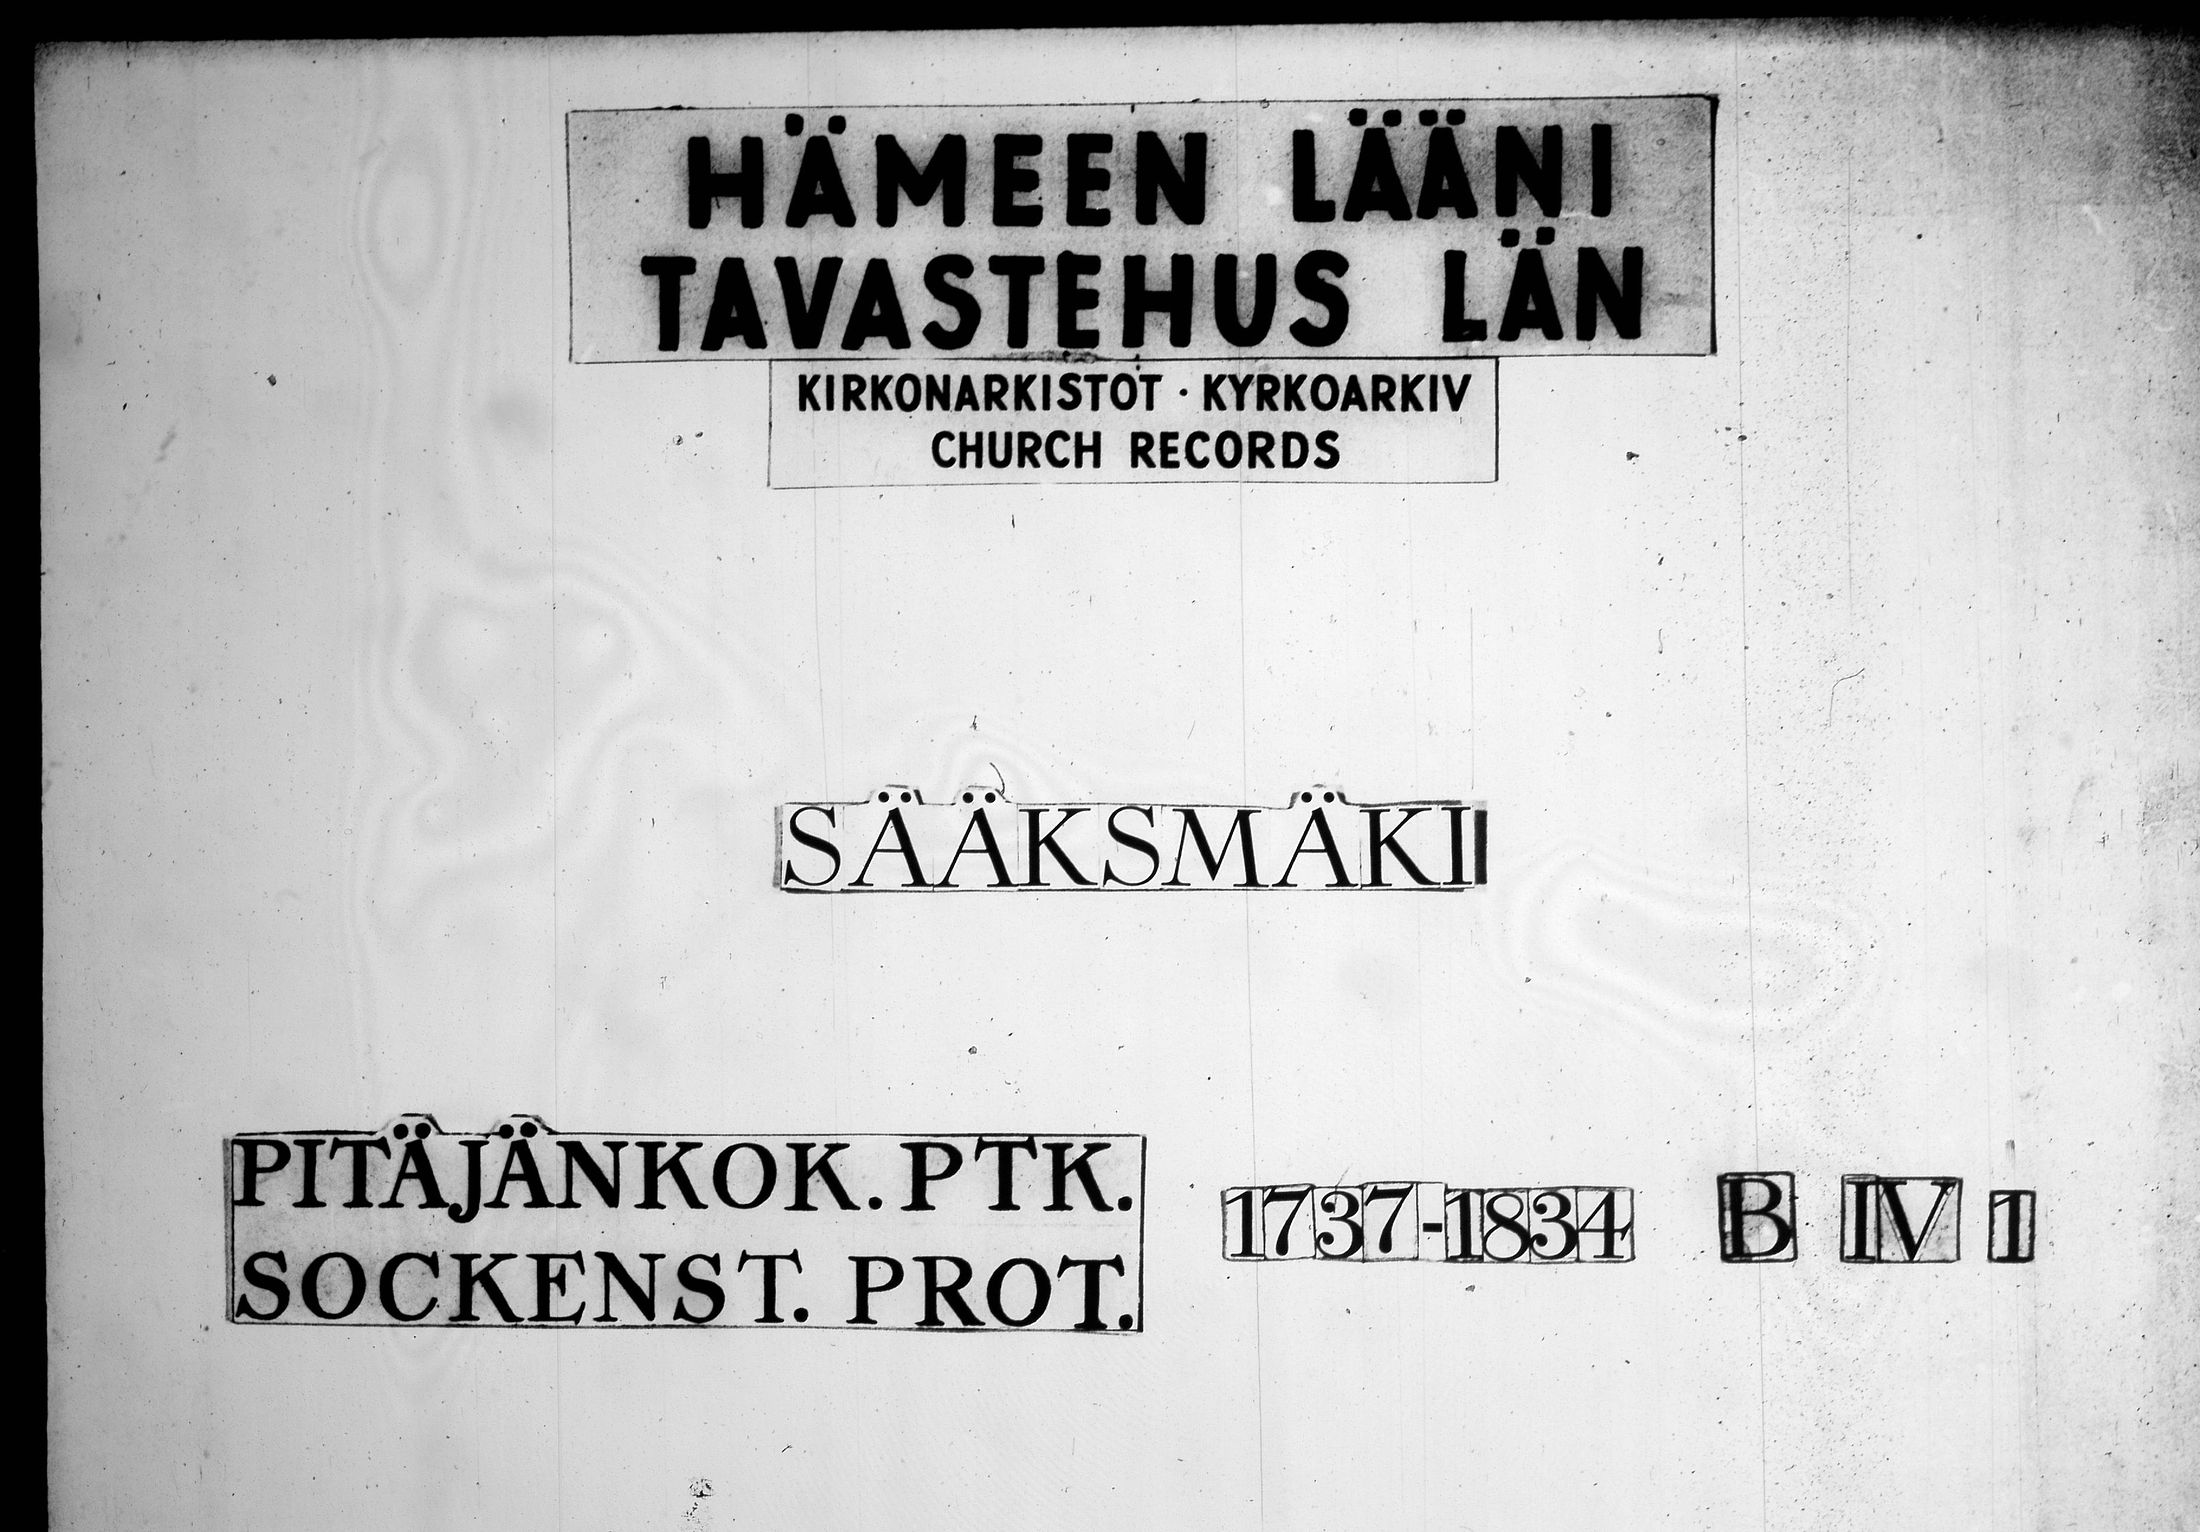 HÄMEEN LÄÄNI
TAVASTEHUS LÄN
KIRKONARKISTOT · KYRKOARKIV
CHURCH RECORDS
SÄÄKSMÄKI
PITÄJÄNKOK. PTK.
SOCKENST. PROT.
1737-1834 B IV 1